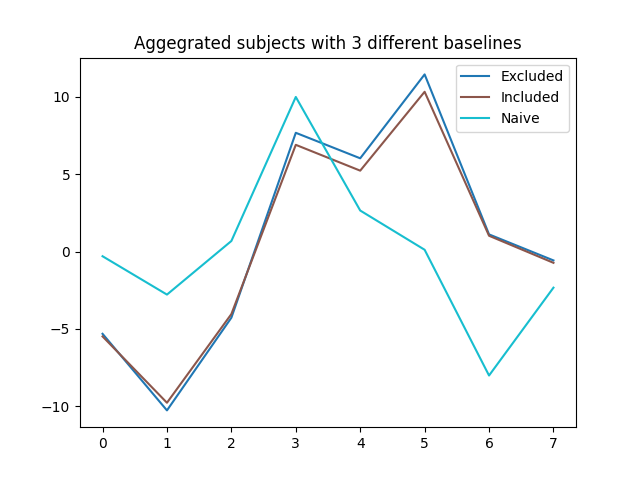 Aggegrated subjects with 3 different baselines
Excluded
Included
Naive
10
5
0
−5
−10
0 1 2 3 4 5 6 7